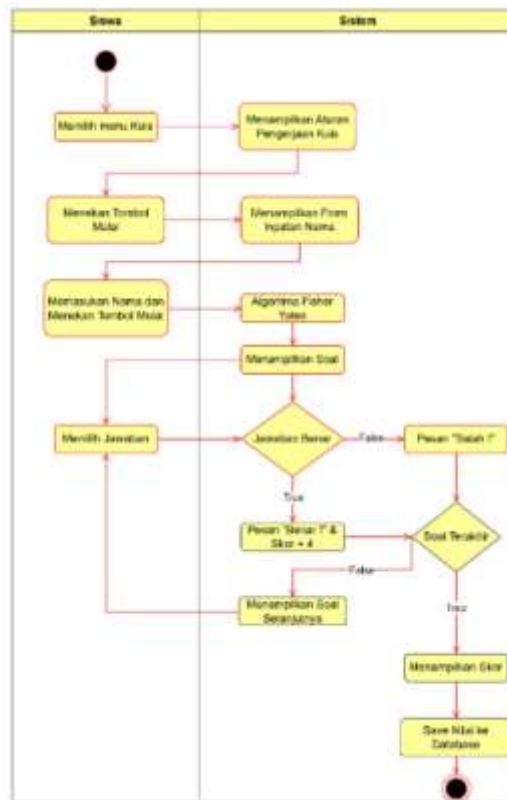 Siswa
Sistem
Memilih menu Kuis
Menampilkan Aturan
Pengerjaan Kuis
Menekan Tombol
Mulai
Menampilkan Form
Inputan Nama
Memasukan Nama dan
Menekan Tombol Mulai
Algoritma Fisher
Yates
Menampilkan Soal
Memilih Jawaban
Jawaban Benar
False
Pesan "Salah !"
True
Pesan "Benar !" &
Skor + 4
Soal Terakhir
False
Menampilkan Soal
Selanjutnya
True
Menampilkan Skor
Save Nilai ke
Database